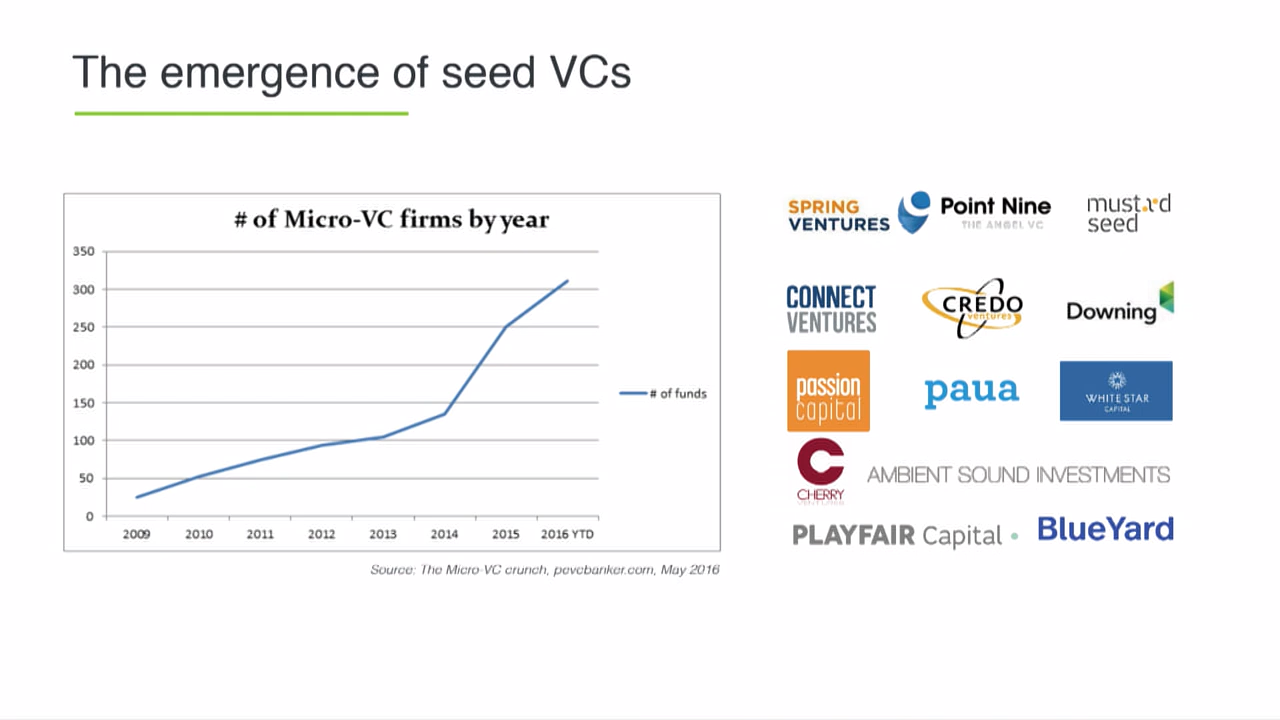 The emergence of seed VCs
# of Micro-VC firms by year
350
300
250
200
150
100
50
0
2009 2010 2011 2012 2013 2014 2015 2016 YTD
# of funds
Source: The Micro-VC crunch, pevcbanker.com, May 2016
SPRING
VENTURES
Point Nine
THE ANGEL VC
mustard
seed
CONNECT
VENTURES
CREDO
ventures
Downing
passion
capital
paua
WHITE STAR
CAPITAL
CHERRY
AMBIENT SOUND INVESTMENTS
PLAYFAIR Capital
BlueYard